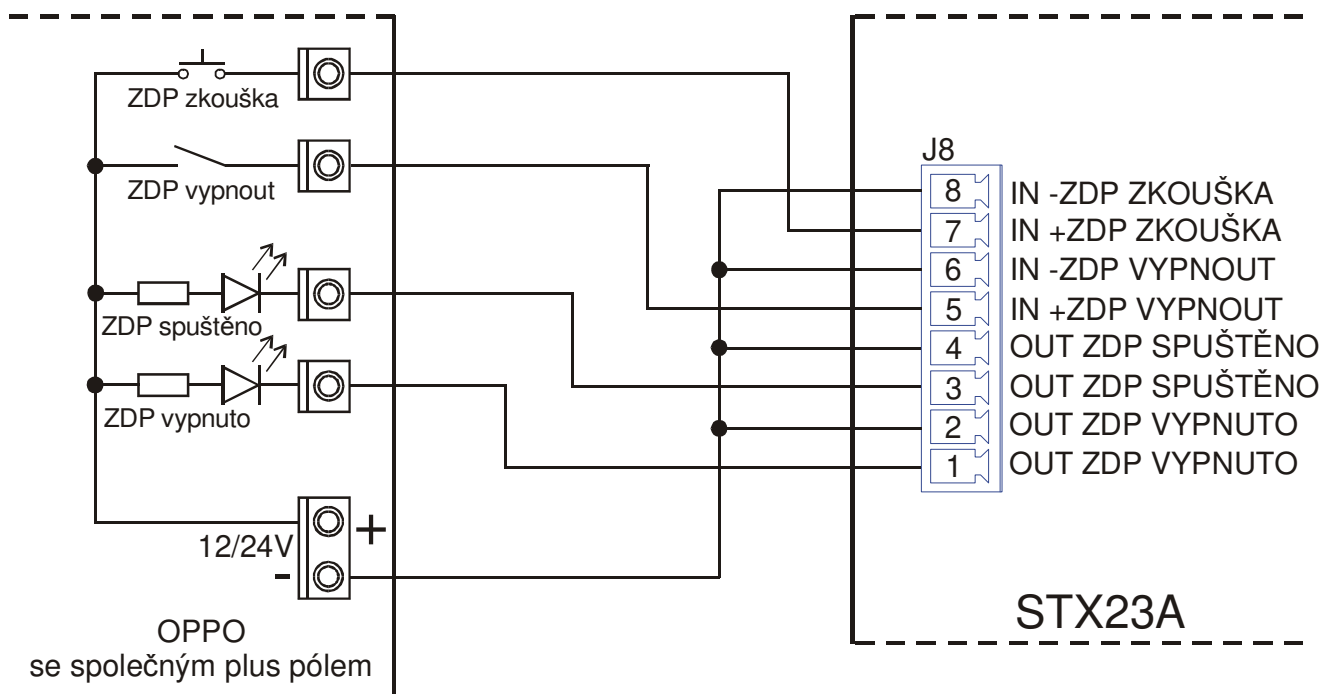 ZDP zkouška
ZDP vypnout
ZDP spuštěno
ZDP vypnuto
12/24V
+
-
OPPO
se společným plus pólem
J8
8 IN -ZDP ZKOUŠKA
7 IN +ZDP ZKOUŠKA
6 IN -ZDP VYPNOUT
5 IN +ZDP VYPNOUT
4 OUT ZDP SPUŠTĚNO
3 OUT ZDP SPUŠTĚNO
2 OUT ZDP VYPNUTO
1 OUT ZDP VYPNUTO
STX23A